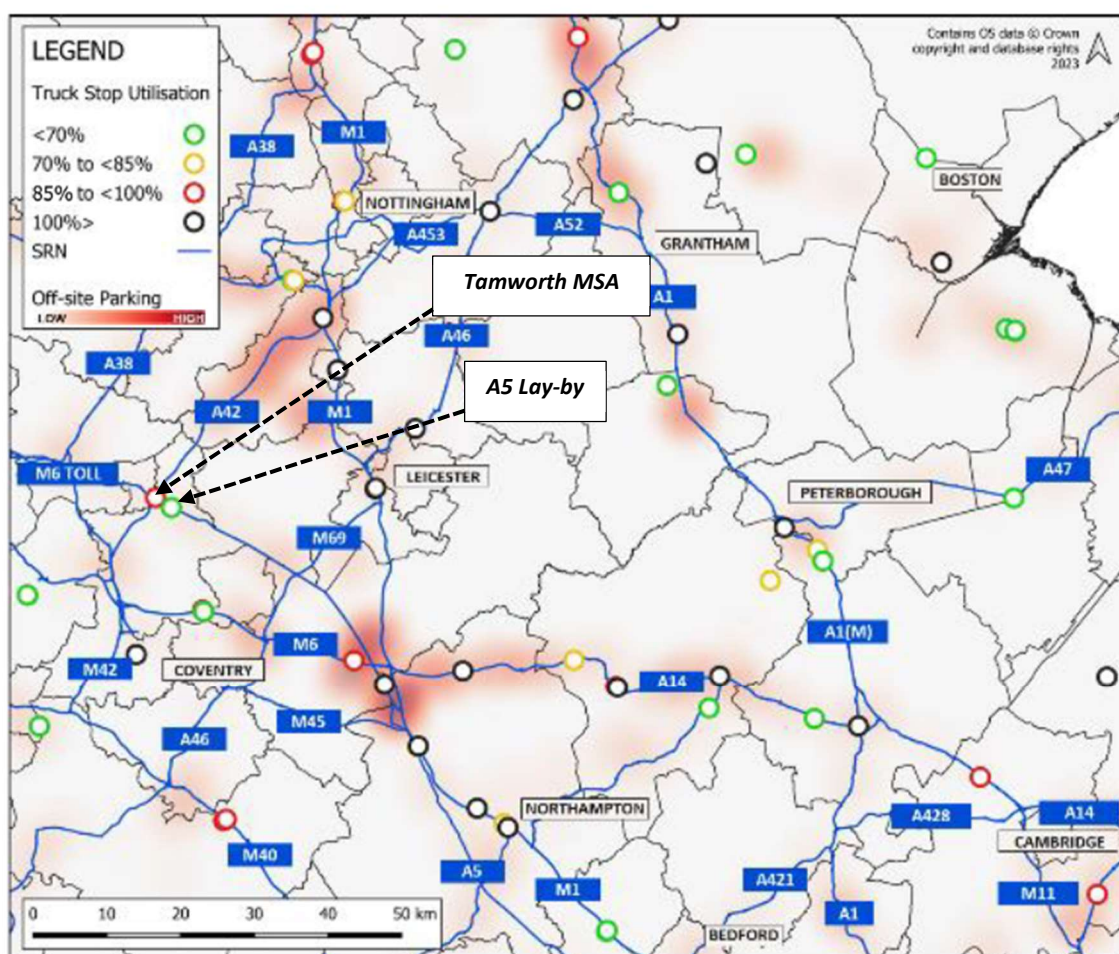 LEGEND
Truck Stop Utilisation
<70%
70% to <85%
85% to <100%
100%>
SRN
Off-site Parking
LOW
HIGH
Contains OS data © Crown
copyright and database rights
2023
A38
M1
NOTTINGHAM
A453
A52
GRANTHAM
BOSTON
Tamworth MSA
A1
A46
A38
A5 Lay-by
A42
M1
M6 TOLL
LEICESTER
A47
PETERBOROUGH
M69
M6
A1(M)
M42
COVENTRY
A14
M45
A46
NORTHAMPTON
A428
A14
CAMBRIDGE
M40
A5
M1
A421
M11
A1
BEDFORD
0 10 20 30 40 50 km